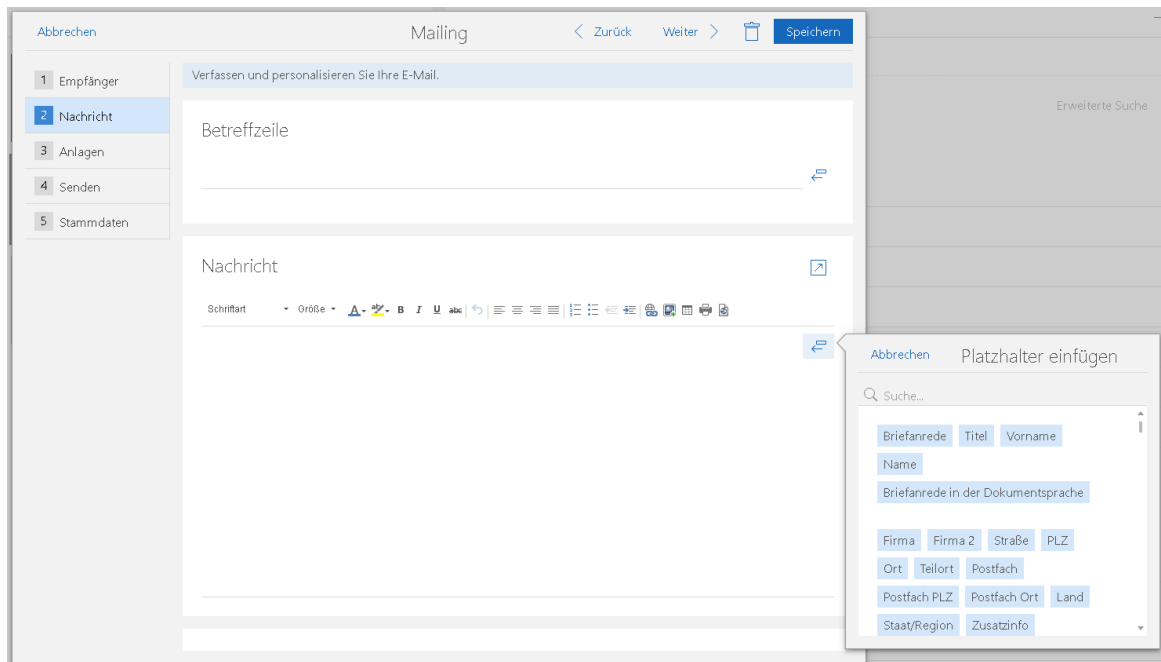 Abbrechen Mailing Zurück Weiter Speichern
1 Empfänger
2 Nachricht
3 Anlagen
4 Senden
5 Stammdaten
Verfassen und personalisieren Sie Ihre E-Mail.
Erweiterte Suche
Betreffzeile
Nachricht
Schriftart Größe A ab B I U abc
Abbrechen Platzhalter einfügen
Suche...
Briefanrede Titel Vorname
Name
Briefanrede in der Dokumentsprache
Firma Firma 2 Straße PLZ
Ort Teilort Postfach
Postfach PLZ Postfach Ort Land
Staat/Region Zusatzinfo